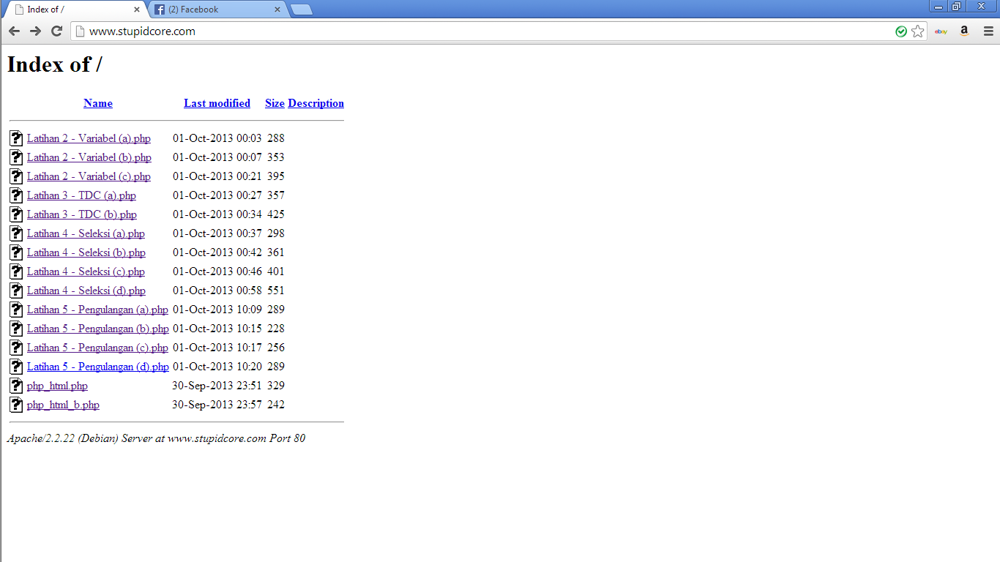 Index of /
(2) Facebook
www.stupidcore.com
ebay
a
Index of /
Name Last modified Size Description
Latihan 2 - Variabel (a).php 01-Oct-2013 00:03 288
Latihan 2 - Variabel (b).php 01-Oct-2013 00:07 353
Latihan 2 - Variabel (c).php 01-Oct-2013 00:21 395
Latihan 3 - TDC (a).php 01-Oct-2013 00:27 357
Latihan 3 - TDC (b).php 01-Oct-2013 00:34 425
Latihan 4 - Seleksi (a).php 01-Oct-2013 00:37 298
Latihan 4 - Seleksi (b).php 01-Oct-2013 00:42 361
Latihan 4 - Seleksi (c).php 01-Oct-2013 00:46 401
Latihan 4 - Seleksi (d).php 01-Oct-2013 00:58 551
Latihan 5 - Pengulangan (a).php 01-Oct-2013 10:09 289
Latihan 5 - Pengulangan (b).php 01-Oct-2013 10:15 228
Latihan 5 - Pengulangan (c).php 01-Oct-2013 10:17 256
Latihan 5 - Pengulangan (d).php 01-Oct-2013 10:20 289
php_html.php 30-Sep-2013 23:51 329
php_html_b.php 30-Sep-2013 23:57 242
Apache/2.2.22 (Debian) Server at www.stupidcore.com Port 80